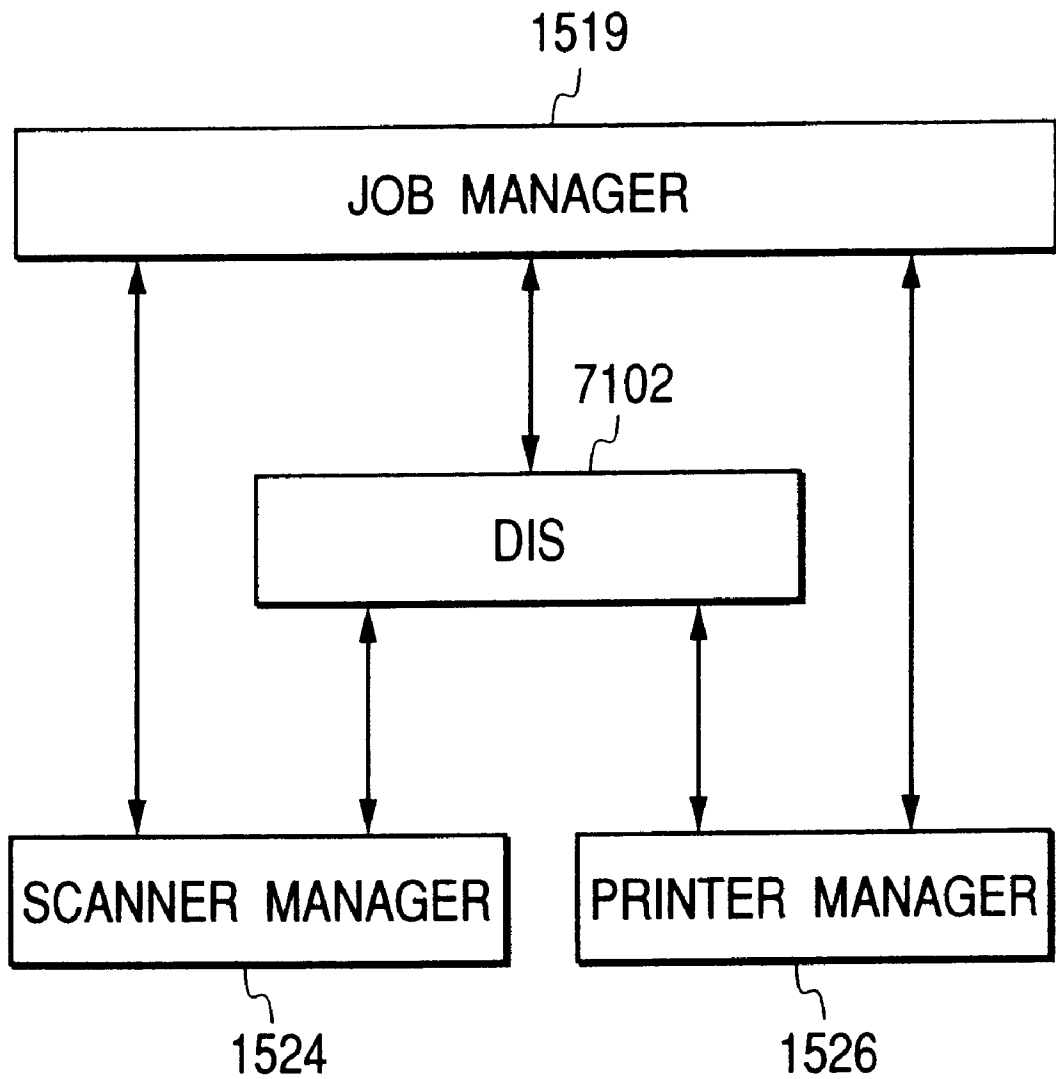 1519
JOB MANAGER
7102
DIS
SCANNER MANAGER
PRINTER MANAGER
1524
1526